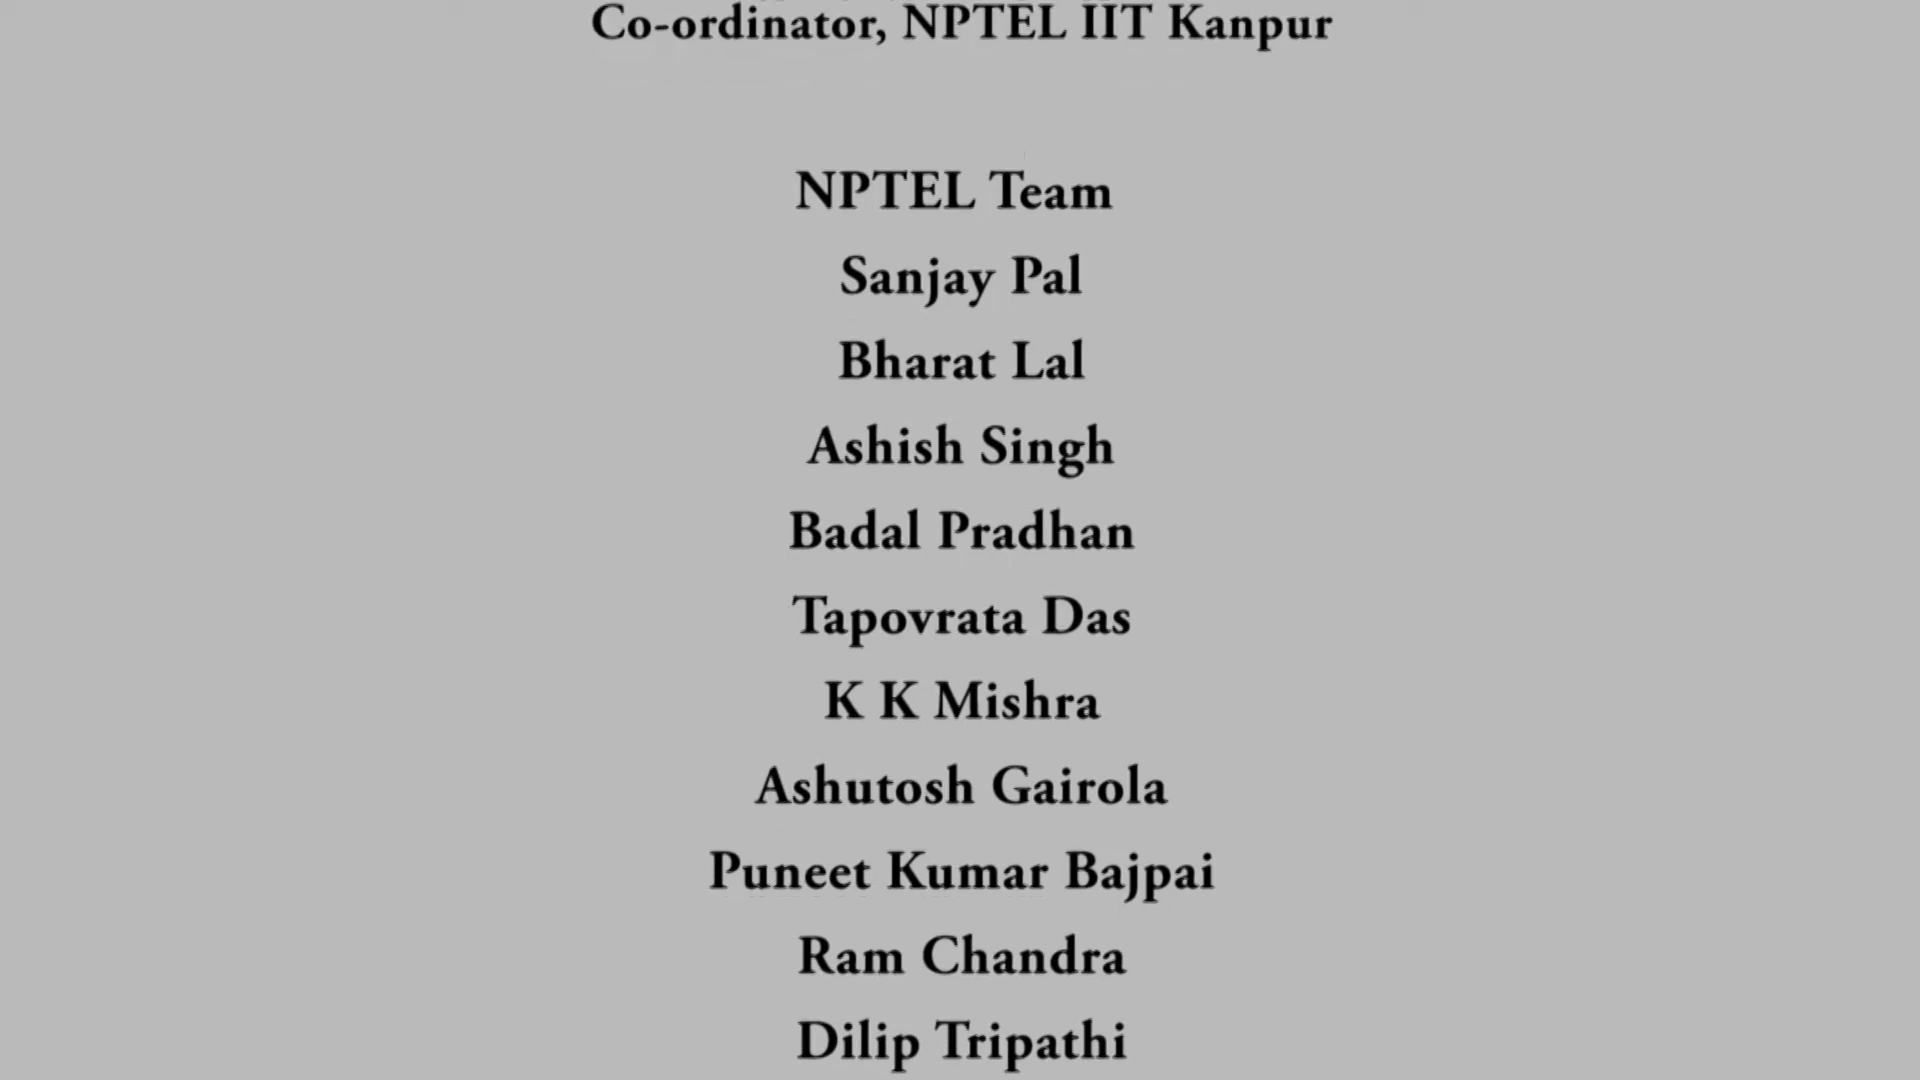 Co-ordinator, NPTEL IIT Kanpur
NPTEL Team
Sanjay Pal
Bharat Lal
Ashish Singh
Badal Pradhan
Tapovrata Das
K K Mishra
Ashutosh Gairola
Puneet Kumar Bajpai
Ram Chandra
Dilip Tripathi